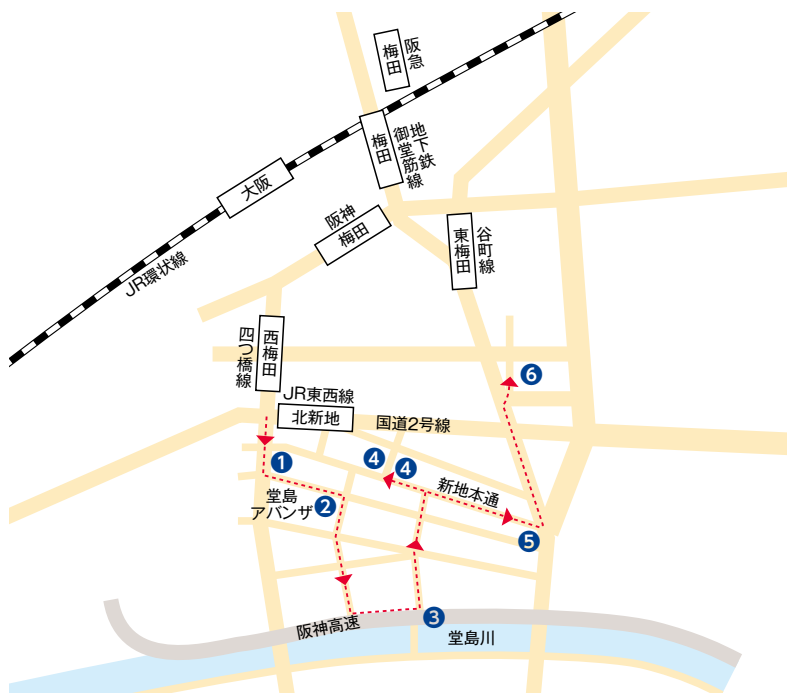 阪急
梅田
梅田
地下鉄
御堂筋線
大阪
阪神
梅田
東梅田
谷町線
JR環状線
四つ橋線
西梅田
JR東西線
北新地
国道2号線
6
1
4
4
新地本通
堂島
アバンザ
2
5
3
阪神高速
堂島川